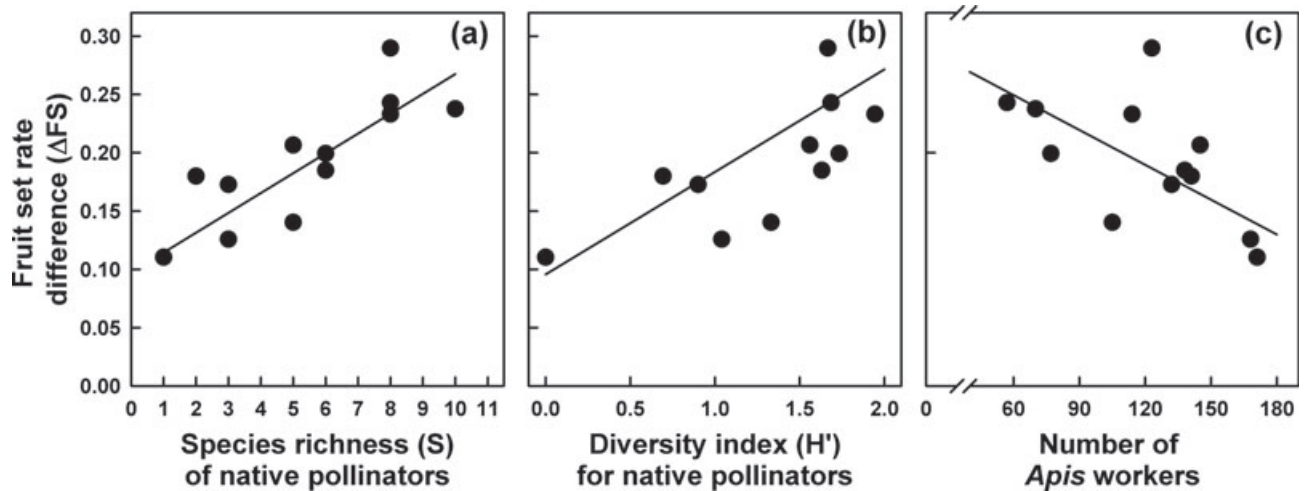 Fruit set rate
difference (ΔFS)
0.30
0.25
0.20
0.15
0.10
0.05
0.00
(a)
0 1 2 3 4 5 6 7 8 9 10 11
Species richness (S)
of native pollinators
(b)
0.0 0.5 1.0 1.5 2.0
Diversity index (H')
for native pollinators
(c)
0 60 90 120 150 180
Number of
Apis workers